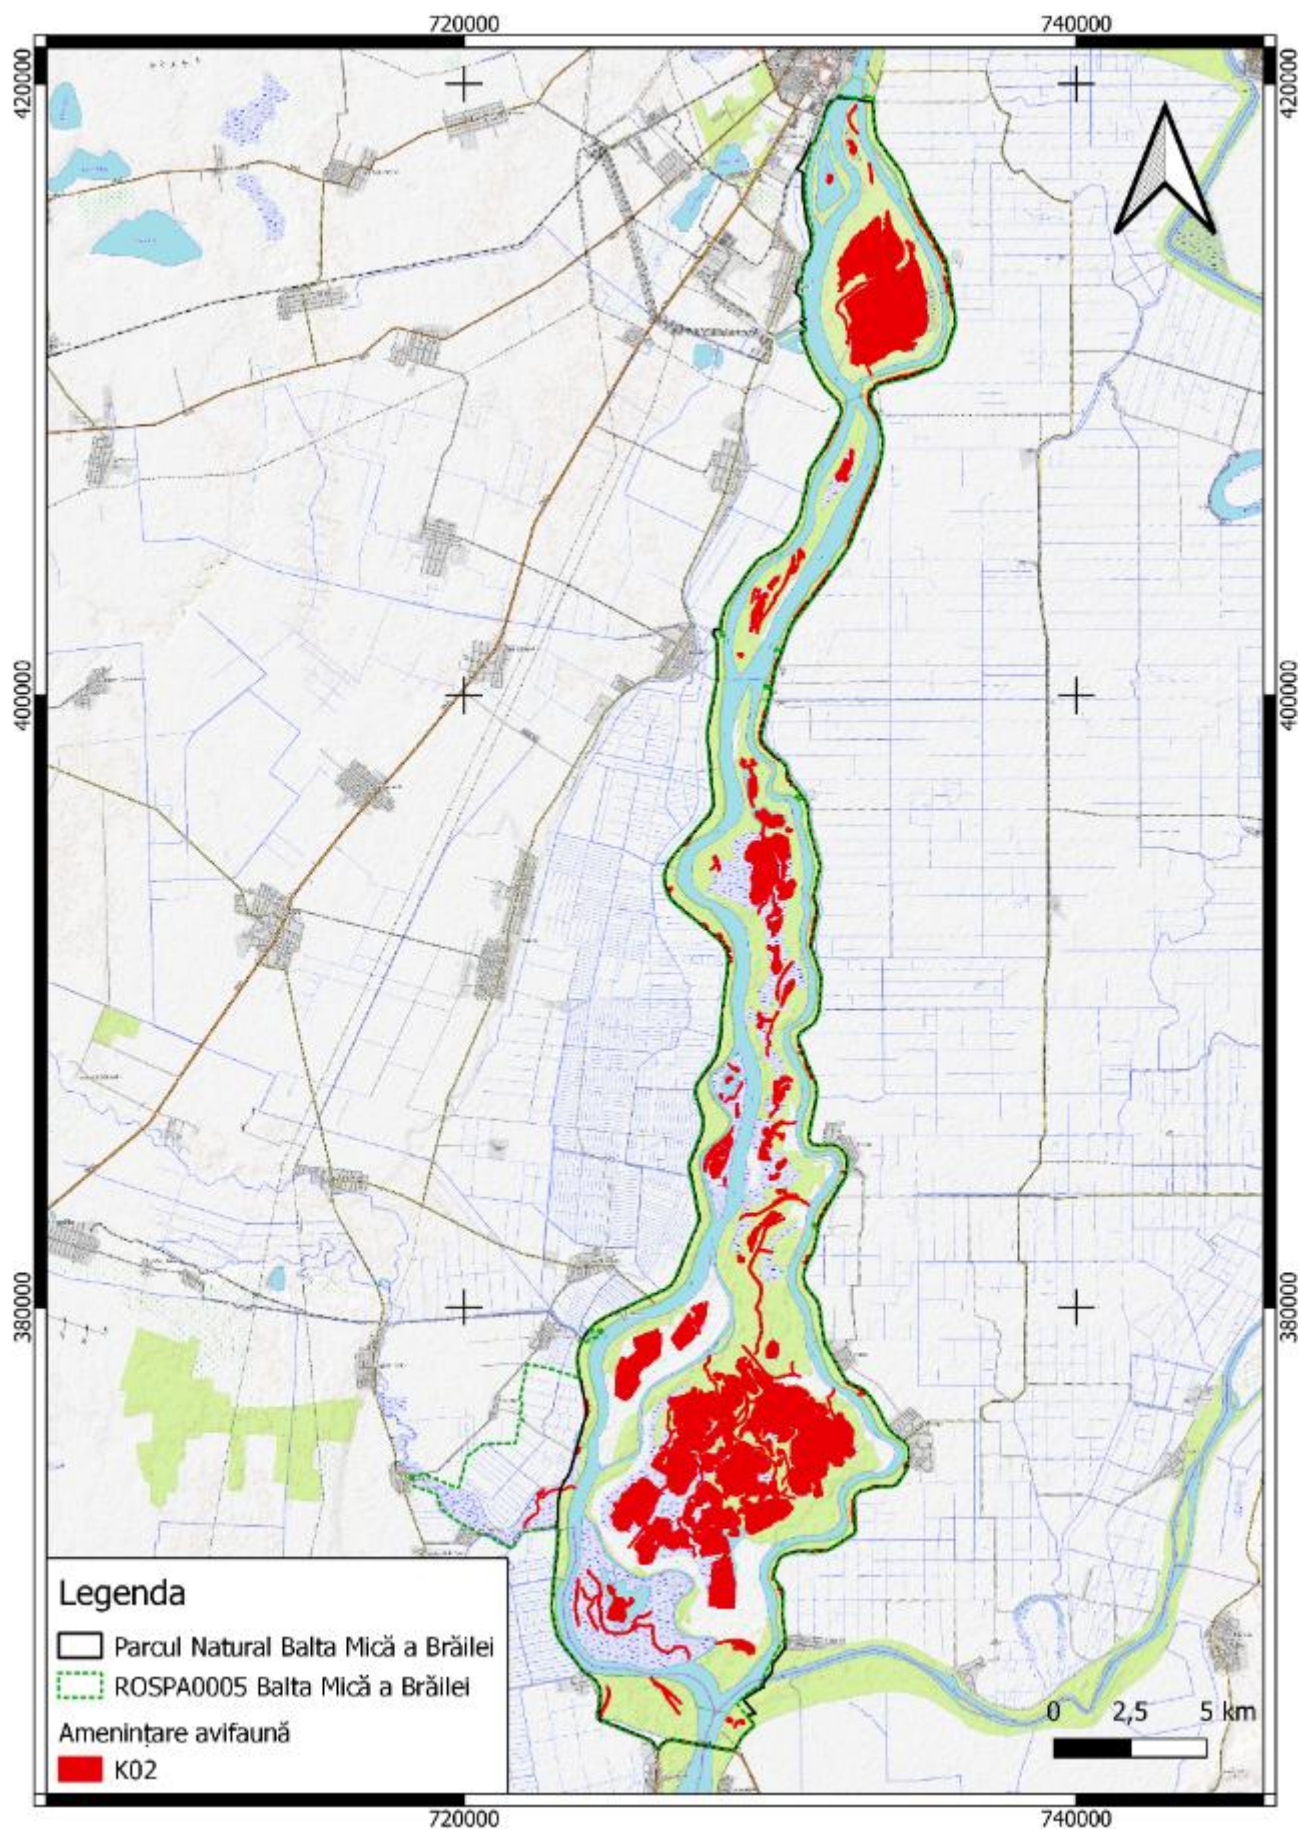 720000 740000
420000 420000
400000 400000
380000 380000
Legenda
Parcul Natural Balta Mică a Brăilei
ROSPA0005 Balta Mică a Brăilei
Amenințare avifaună
K02
0 2,5 5 km
720000 740000